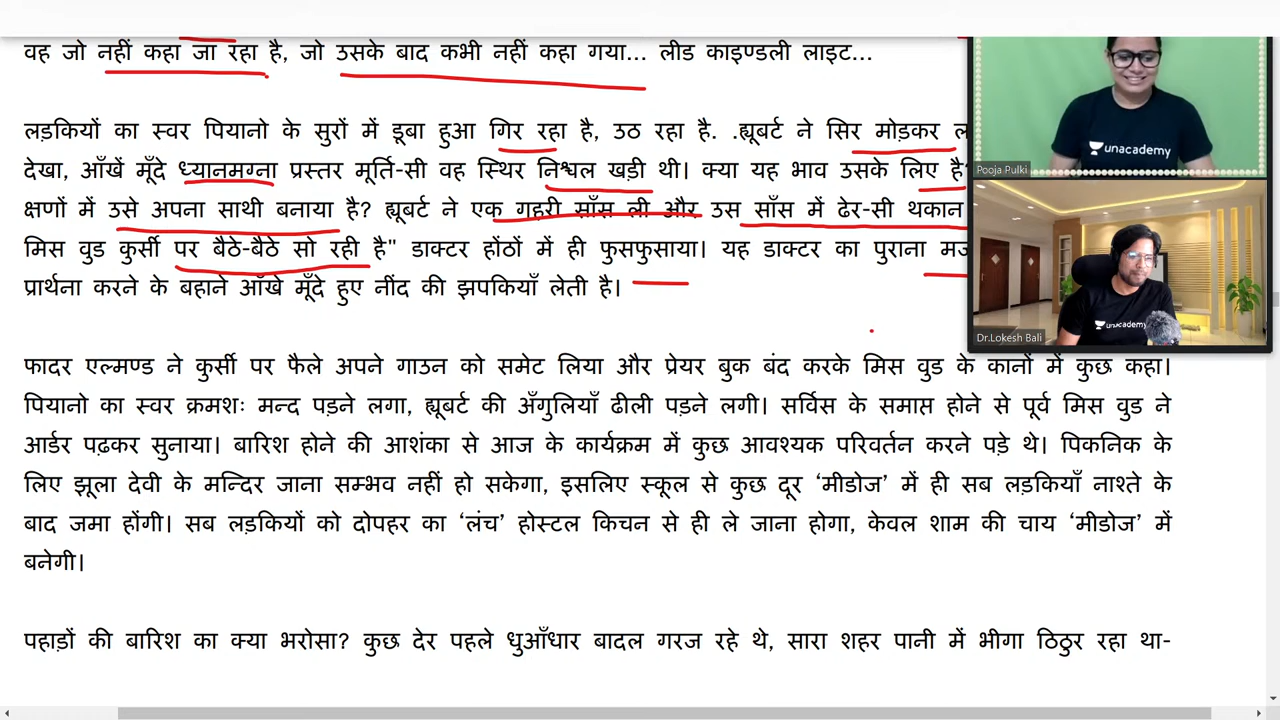 वह जो नहीं कहा जा रहा है, जो उसके बाद कभी नहीं कहा गया... लीड काइण्डली लाइट...
लड़कियों का स्वर पियानो के सुरों में डूबा हुआ गिर रहा है, उठ रहा है. .ह्यूबर्ट ने सिर मोड़कर
देखा, आँखें मूँदे ध्यानमग्ना प्रस्तर मूर्ति-सी वह स्थिर निश्चल खड़ी थी। क्या यह भाव उसके लिए है
क्षणों में उसे अपना साथी बनाया है? ह्यूबर्ट ने एक गहरी साँस ली और उस साँस में ढेर-सी थकान
मिस वुड कुर्सी पर बैठे-बैठे सो रही है" डाक्टर होंठों में ही फुसफुसाया। यह डाक्टर का पुराना
प्रार्थना करने के बहाने आँखे मूँदे हुए नींद की झपकियाँ लेती है।
फादर एल्मण्ड ने कुर्सी पर फैले अपने गाउन को समेट लिया और प्रेयर बुक बंद करके मिस वुड के कानों में कुछ कहा।
पियानो का स्वर क्रमशः मन्द पड़ने लगा, ह्यूबर्ट की अँगुलियाँ ढीली पड़ने लगी। सर्विस के समाप्त होने से पूर्व मिस वुड ने
आर्डर पढ़कर सुनाया। बारिश होने की आशंका से आज के कार्यक्रम में कुछ आवश्यक परिवर्तन करने पड़े थे। पिकनिक के
लिए झूला देवी के मन्दिर जाना सम्भव नहीं हो सकेगा, इसलिए स्कूल से कुछ दूर ‘मीडोज’ में ही सब लड़कियाँ नाश्ते के
बाद जमा होंगी। सब लड़कियों को दोपहर का ‘लंच’ होस्टल किचन से ही ले जाना होगा, केवल शाम की चाय ‘मीडोज’ में
बनेगी।
पहाड़ों की बारिश का क्या भरोसा? कुछ देर पहले धुआँधार बादल गरज रहे थे, सारा शहर पानी में भीगा ठिठुर रहा था-
unacademy
Pooja Pulki
unacademy
Dr.Lokesh Bali